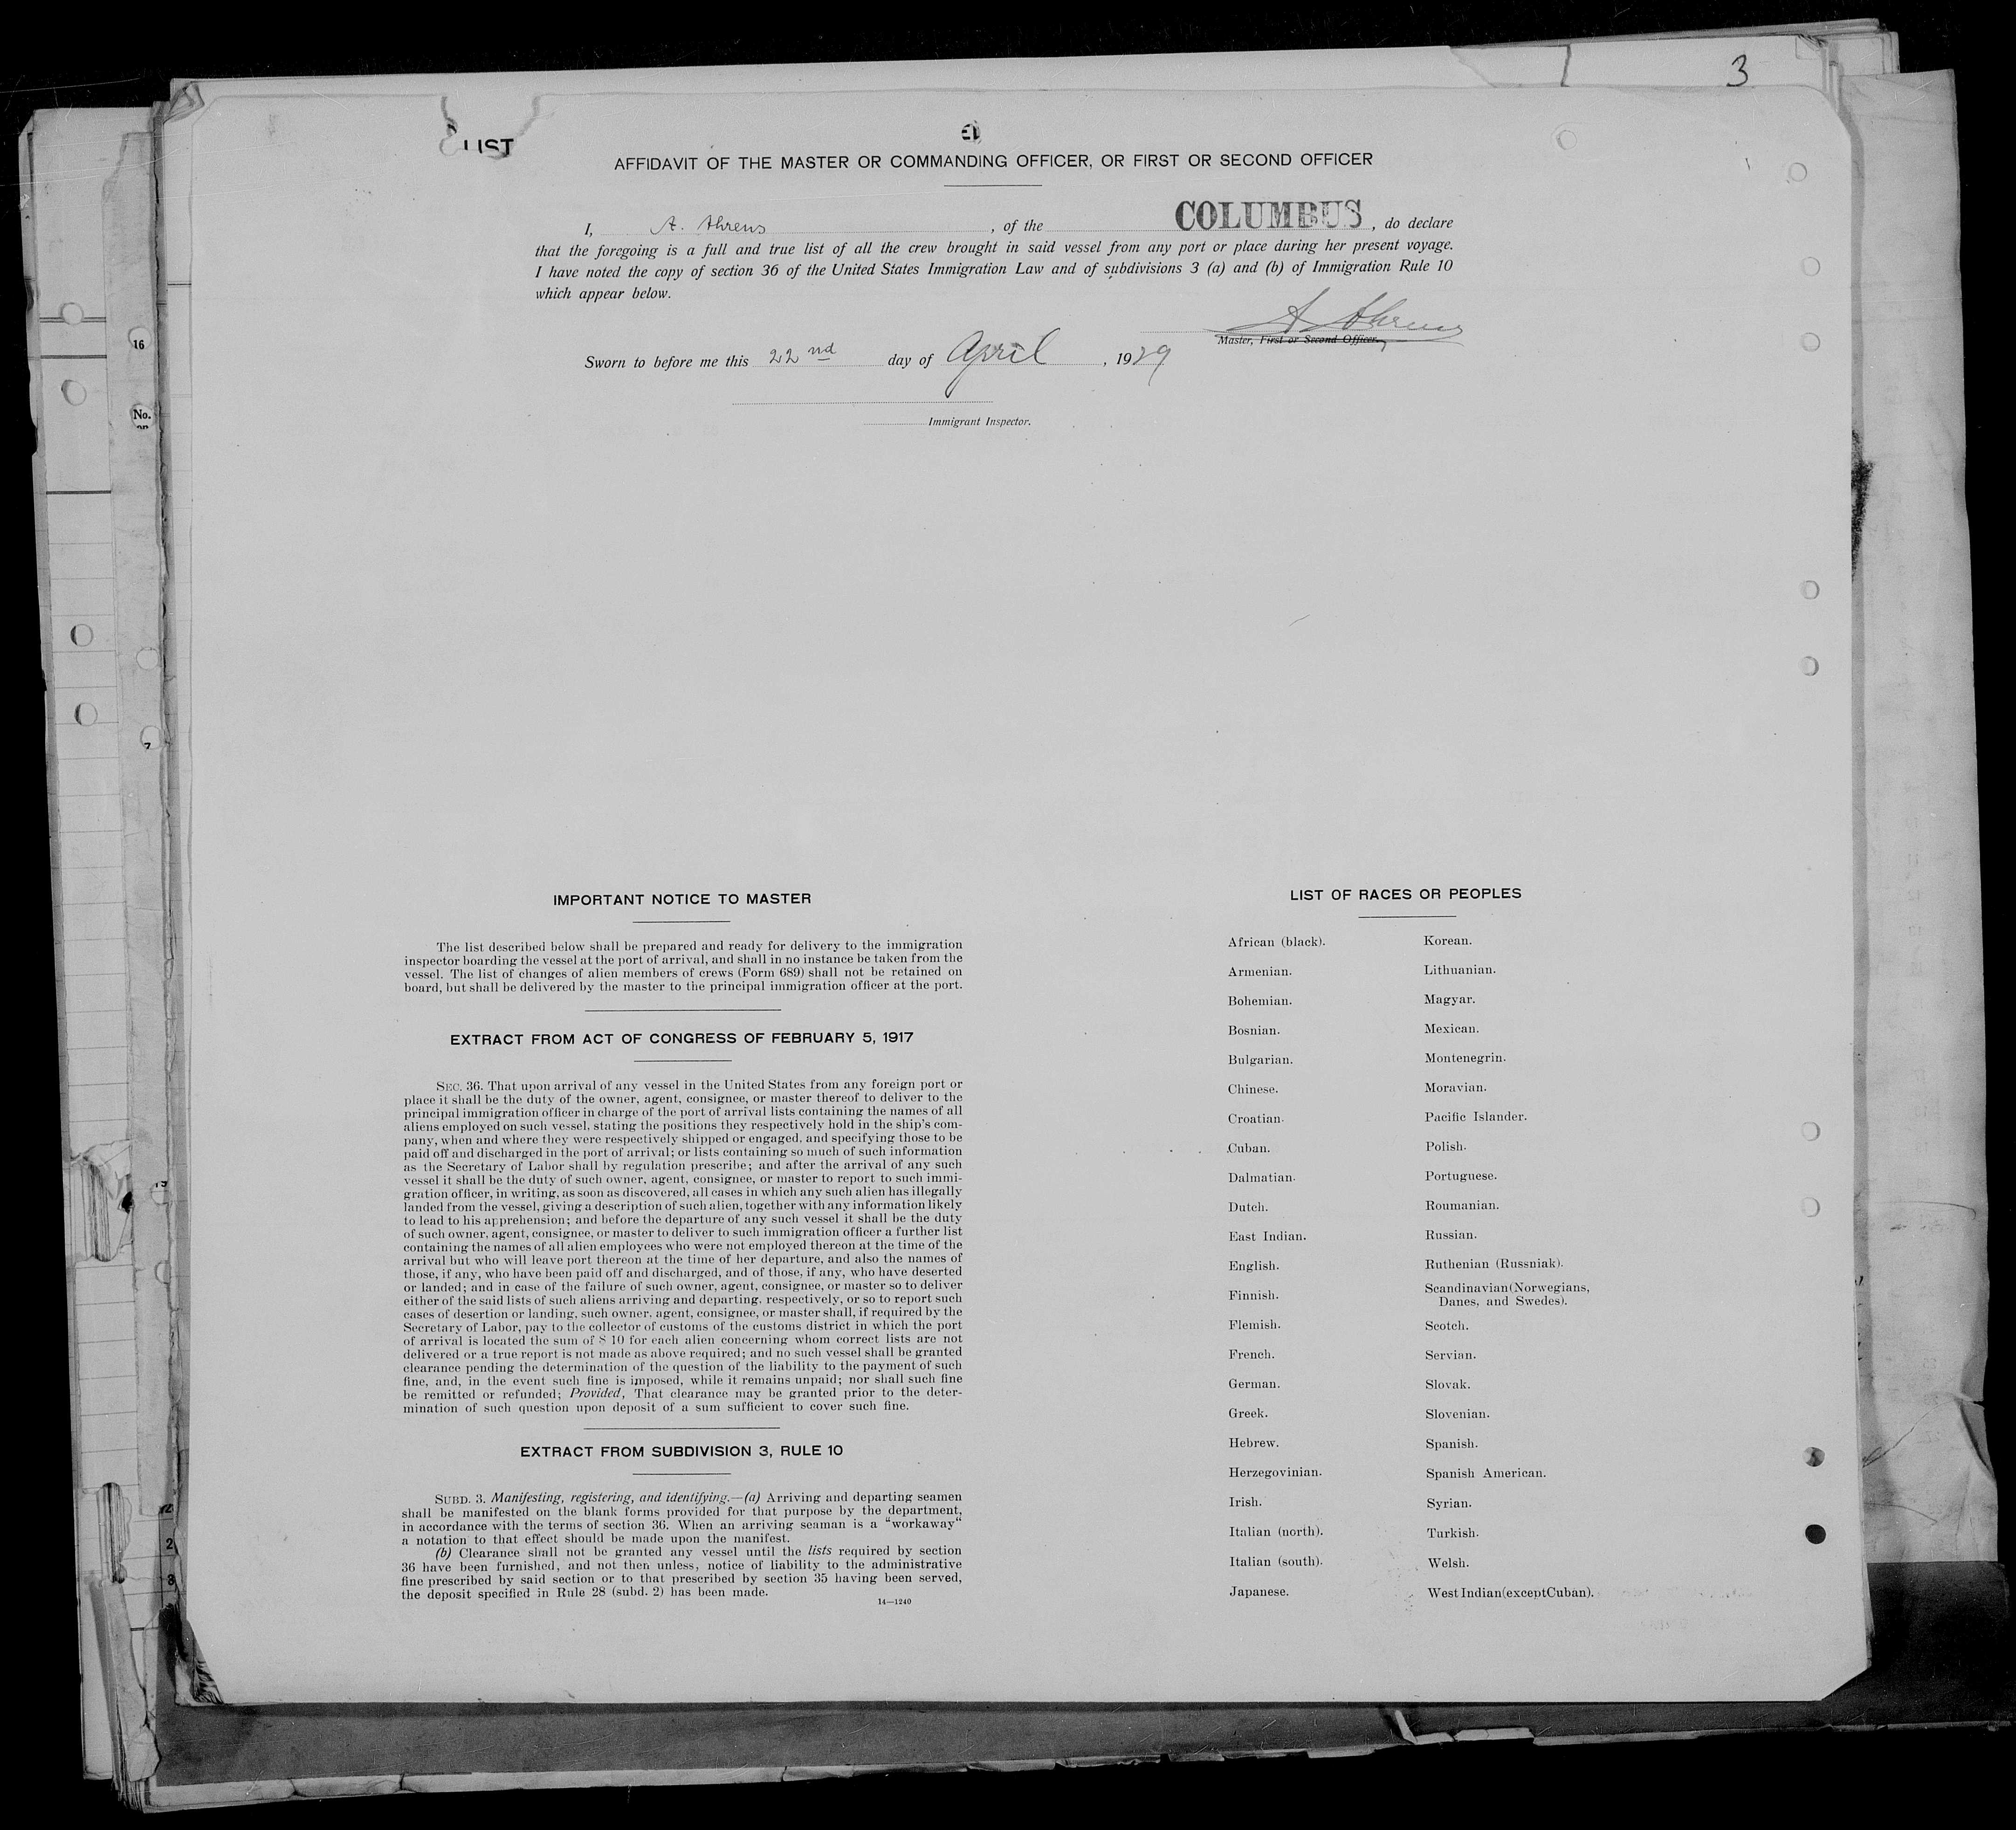 3
LIST
AFFIDAVIT OF THE MASTER OR COMMANDING OFFICER, OR FIRST OR SECOND OFFICER
I, A. Ahrens, of the COLUMBUS, do declare
that the foregoing is a full and true list of all the crew brought in said vessel from any port or place during her present voyage.
I have noted the copy of section 36 of the United States Immigration Law and of subdivisions 3 (a) and (b) of Immigration Rule 10
which appear below.
A Ahrens
Master, First or Second Officer.
Sworn to before me this 22nd day of April, 1929
Immigrant Inspector.
16
No.
IMPORTANT NOTICE TO MASTER
The list described below shall be prepared and ready for delivery to the immigration
inspector boarding the vessel at the port of arrival, and shall in no instance be taken from the
vessel. The list of changes of alien members of crews (Form 689) shall not be retained on
board, but shall be delivered by the master to the principal immigration officer at the port.
EXTRACT FROM ACT OF CONGRESS OF FEBRUARY 5, 1917
SEC. 36. That upon arrival of any vessel in the United States from any foreign port or
place it shall be the duty of the owner, agent, consignee, or master thereof to deliver to the
principal immigration officer in charge of the port of arrival lists containing the names of all
aliens employed on such vessel, stating the positions they respectively hold in the ship's com-
pany, when and where they were respectively shipped or engaged, and specifying those to be
paid off and discharged in the port of arrival; or lists containing so much of such information
as the Secretary of Labor shall by regulation prescribe; and after the arrival of any such
vessel it shall be the duty of such owner, agent, consignee, or master to report to such immi-
gration officer, in writing, as soon as discovered, all cases in which any such alien has illegally
landed from the vessel, giving a description of such alien, together with any information likely
to lead to his apprehension; and before the departure of any such vessel it shall be the duty
of such owner, agent, consignee, or master to deliver to such immigration officer a further list
containing the names of all alien employees who were not employed thereon at the time of the
arrival but who will leave port thereon at the time of her departure, and also the names of
those, if any, who have been paid off and discharged, and of those, if any, who have deserted
or landed; and in case of the failure of such owner, agent, consignee, or master so to deliver
either of the said lists of such aliens arriving and departing, respectively, or so to report such
cases of desertion or landing, such owner, agent, consignee, or master shall, if required by the
Secretary of Labor, pay to the collector of customs of the customs district in which the port
of arrival is located the sum of $ 10 for each alien concerning whom correct lists are not
delivered or a true report is not made as above required; and no such vessel shall be granted
clearance pending the determination of the question of the liability to the payment of such
fine, and, in the event such fine is imposed, while it remains unpaid; nor shall such fine
be remitted or refunded; Provided, That clearance may be granted prior to the deter-
mination of such question upon deposit of a sum sufficient to cover such fine.
EXTRACT FROM SUBDIVISION 3, RULE 10
SUBD. 3. Manifesting, registering, and identifying.—(a) Arriving and departing seamen
shall be manifested on the blank forms provided for that purpose by the department,
in accordance with the terms of section 36. When an arriving seaman is a “workaway“
a notation to that effect should be made upon the manifest.
(b) Clearance shall not be granted any vessel until the lists required by section
36 have been furnished, and not then unless, notice of liability to the administrative
fine prescribed by said section or to that prescribed by section 35 having been served,
the deposit specified in Rule 28 (subd. 2) has been made.
14—1240
LIST OF RACES OR PEOPLES
African (black).
Armenian.
Bohemian.
Bosnian.
Bulgarian.
Chinese.
Croatian.
Cuban.
Dalmatian.
Dutch.
East Indian.
English.
Finnish.
Flemish.
French.
German.
Greek.
Hebrew.
Herzegovinian.
Irish.
Italian (north).
Italian (south).
Japanese.
Korean.
Lithuanian.
Magyar.
Mexican.
Montenegrin.
Moravian.
Pacific Islander.
Polish.
Portuguese.
Roumanian.
Russian.
Ruthenian (Russniak).
Scandinavian(Norwegians,
Danes, and Swedes).
Scotch.
Servian.
Slovak.
Slovenian.
Spanish.
Spanish American.
Syrian.
Turkish.
Welsh.
West Indian(exceptCuban).
2
3